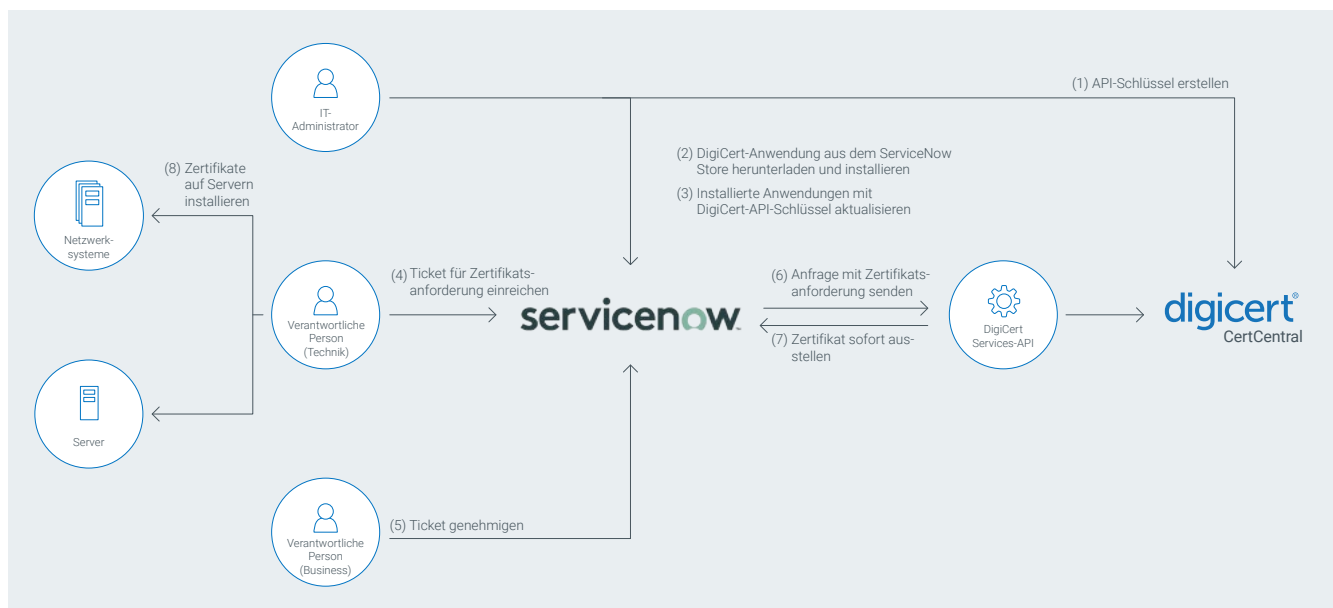 (1) API-Schlüssel erstellen
IT-
Administrator
(2) DigiCert-Anwendung aus dem ServiceNow
Store herunterladen und installieren
(3) Installierte Anwendungen mit
DigiCert-API-Schlüssel aktualisieren
(8) Zertifikate
auf Servern
installieren
Netzwerk-
systeme
(4) Ticket für Zertifikats-
anforderung einreichen
Verantwortliche
Person
(Technik)
servicenow
(6) Anfrage mit Zertifikats-
anforderung senden
(7) Zertifikat sofort aus-
stellen
DigiCert
Services-API
digicert®
CertCentral
Server
(5) Ticket genehmigen
Verantwortliche
Person
(Business)